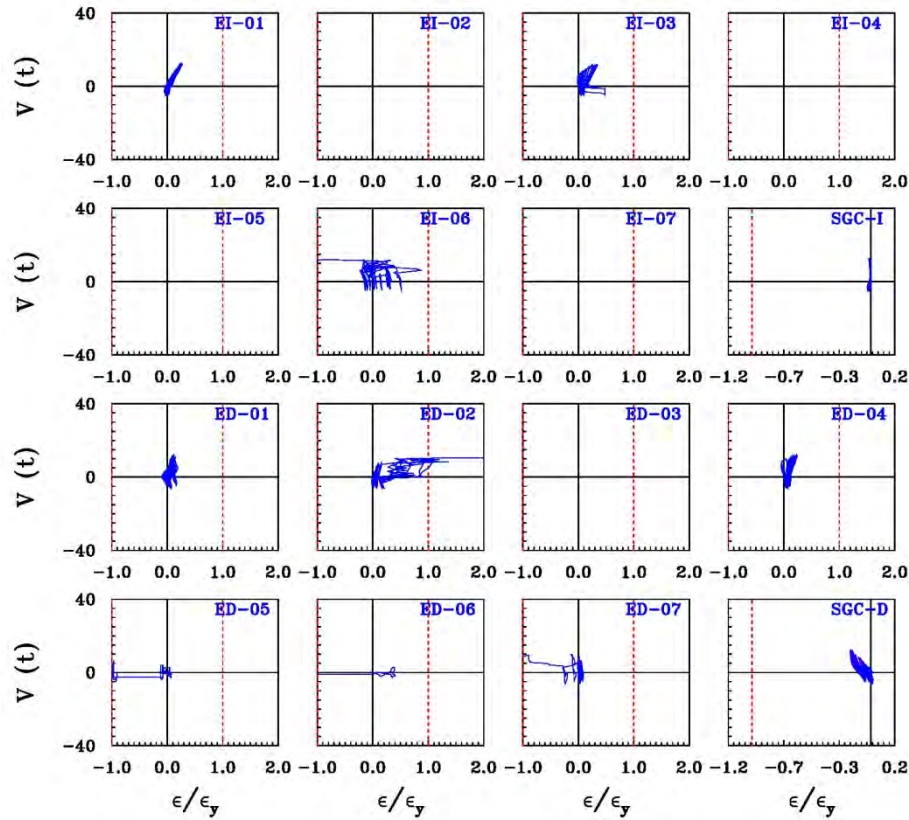 40 EI-01 EI-02 EI-03 EI-04
V (t) 0
-40
-1.0 0.0 1.0 2.0 -1.0 0.0 1.0 2.0 -1.0 0.0 1.0 2.0 -1.0 0.0 1.0 2.0
40 EI-05 EI-06 EI-07 SGC-I
V (t) 0
-40
-1.0 0.0 1.0 2.0 -1.0 0.0 1.0 2.0 -1.0 0.0 1.0 2.0 -1.2 -0.7 -0.3 0.2
40 ED-01 ED-02 ED-03 ED-04
V (t) 0
-40
-1.0 0.0 1.0 2.0 -1.0 0.0 1.0 2.0 -1.0 0.0 1.0 2.0 -1.0 0.0 1.0 2.0
40 ED-05 ED-06 ED-07 SGC-D
V (t) 0
-40
-1.0 0.0 1.0 2.0 -1.0 0.0 1.0 2.0 -1.0 0.0 1.0 2.0 -1.2 -0.7 -0.3 0.2
ϵ/ϵy ϵ/ϵy ϵ/ϵy ϵ/ϵy